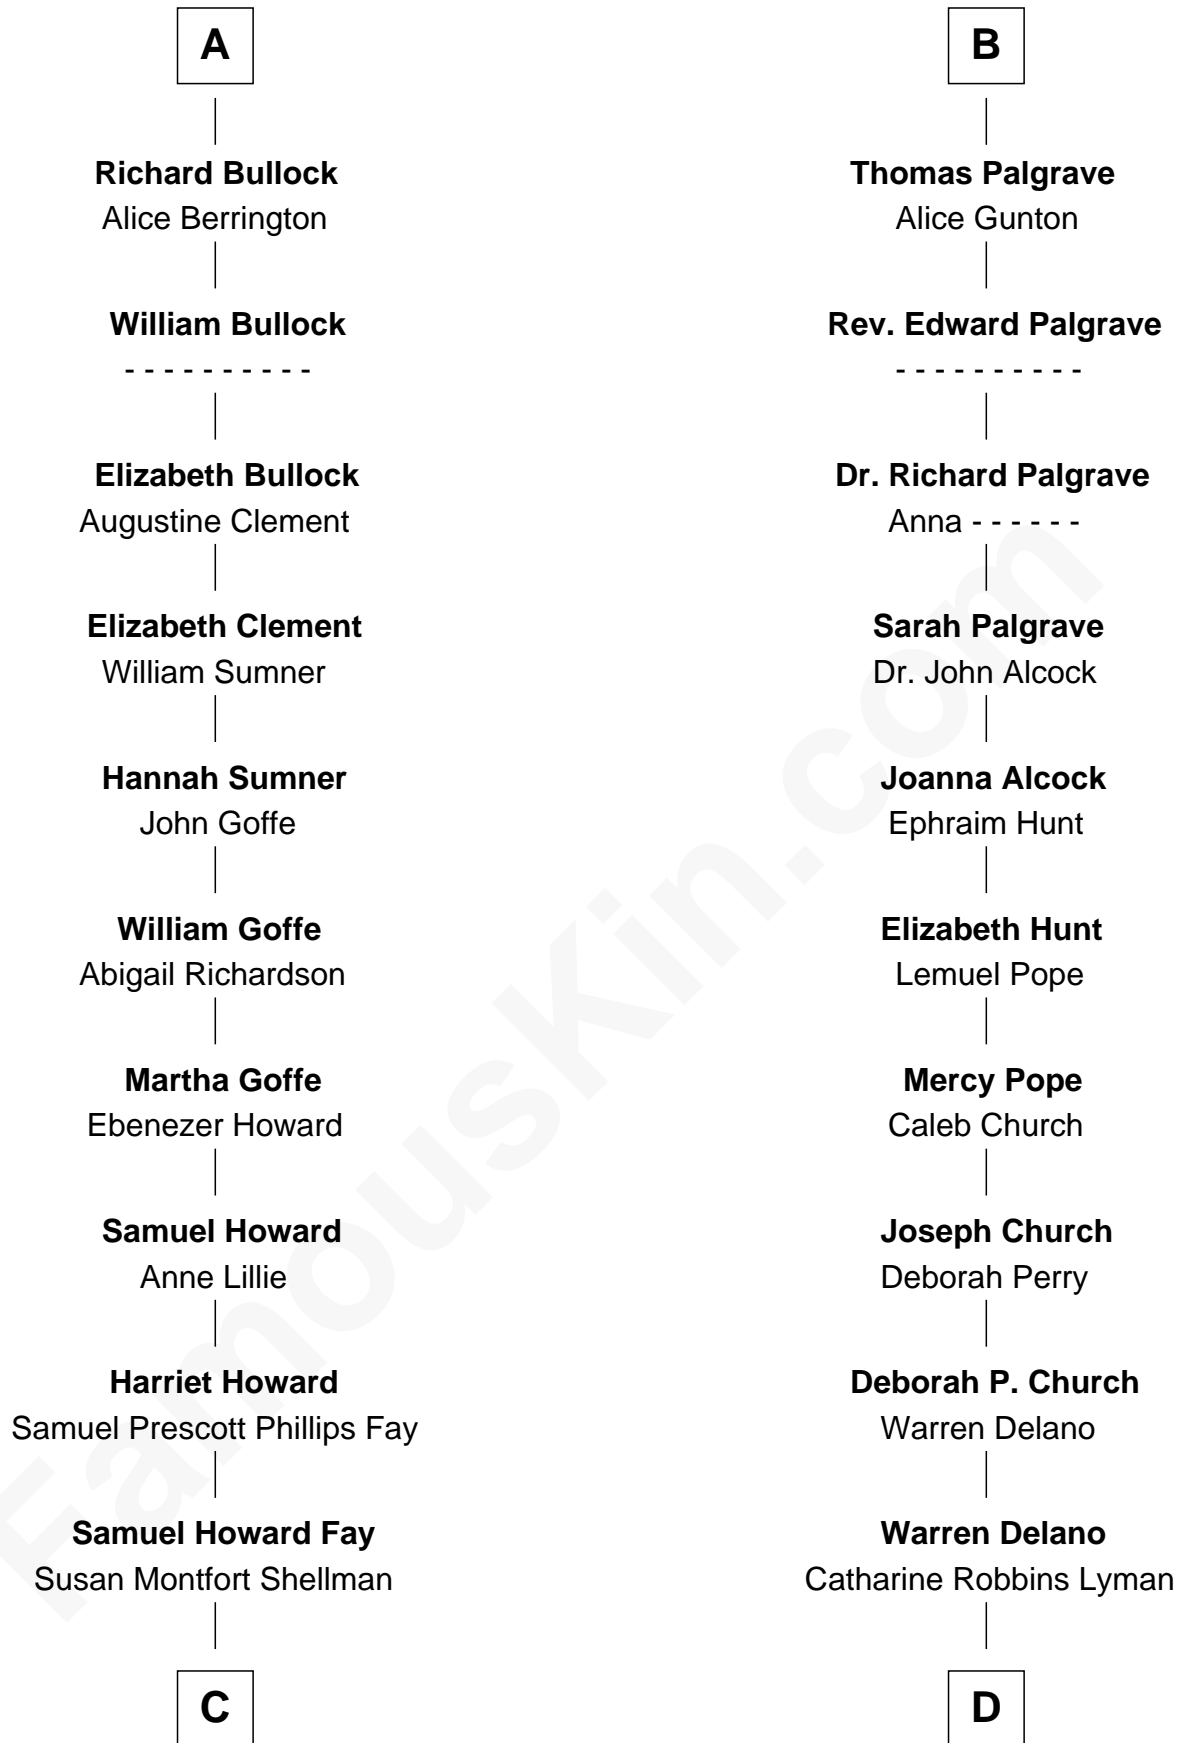 A
Richard Bullock
Alice Berrington
William Bullock
- - - - - - - - - -
Elizabeth Bullock
Augustine Clement
Elizabeth Clement
William Sumner
Hannah Sumner
John Goffe
William Goffe
Abigail Richardson
Martha Goffe
Ebenezer Howard
Samuel Howard
Anne Lillie
Harriet Howard
Samuel Prescott Phillips Fay
Samuel Howard Fay
Susan Montfort Shellman
C
B
Thomas Palgrave
Alice Gunton
Rev. Edward Palgrave
- - - - - - - - - -
Dr. Richard Palgrave
Anna - - - - - -
Sarah Palgrave
Dr. John Alcock
Joanna Alcock
Ephraim Hunt
Elizabeth Hunt
Lemuel Pope
Mercy Pope
Caleb Church
Joseph Church
Deborah Perry
Deborah P. Church
Warren Delano
Warren Delano
Catharine Robbins Lyman
D
FamousKin.com